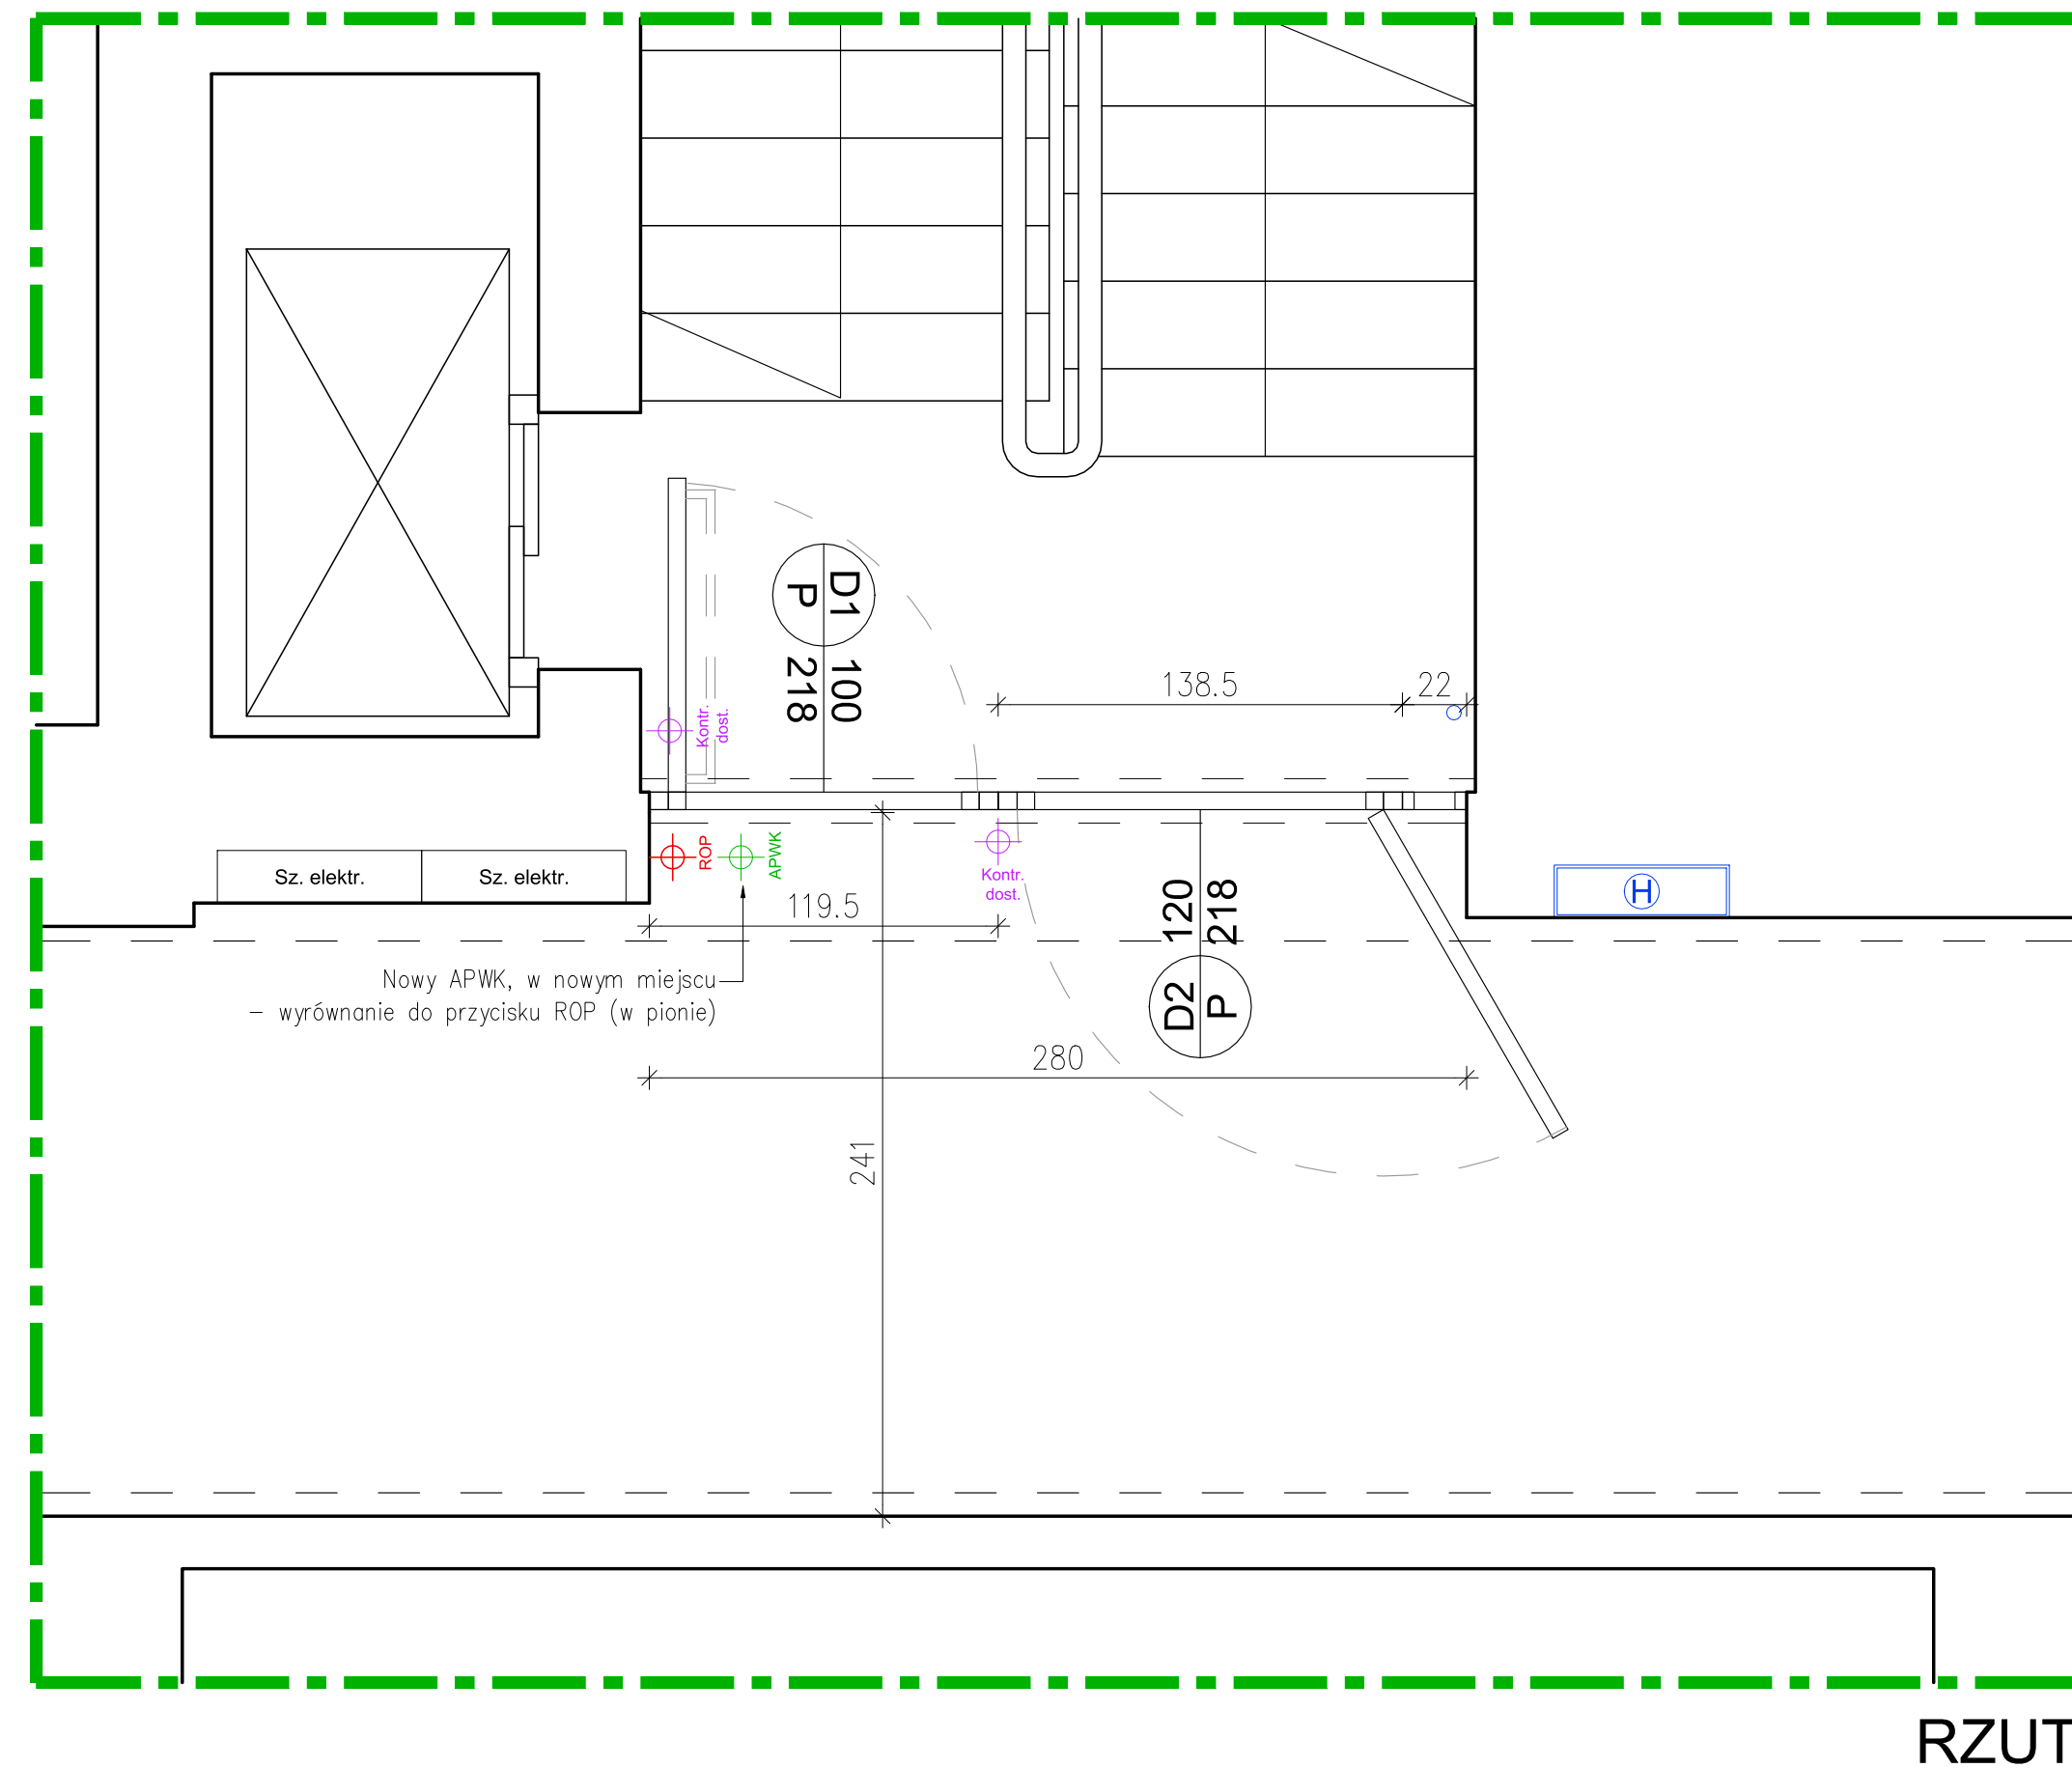 D1
P
100
218
138.5
22
Kontr.
dost.
ROP
APWK
Kontr.
dost.
Sz. elektr.
Sz. elektr.
H
119.5
120
218
D2
P
Nowy APWK, w nowym miejscu
- wyrównanie do przycisku ROP (w pionie)
280
241
RZUT